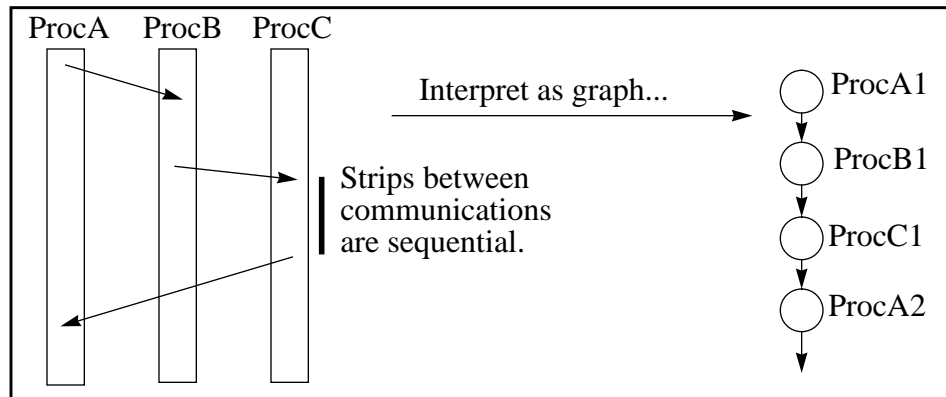 ProcA ProcB ProcC
Interpret as graph...
Strips between
communications
are sequential.
ProcA1
ProcB1
ProcC1
ProcA2